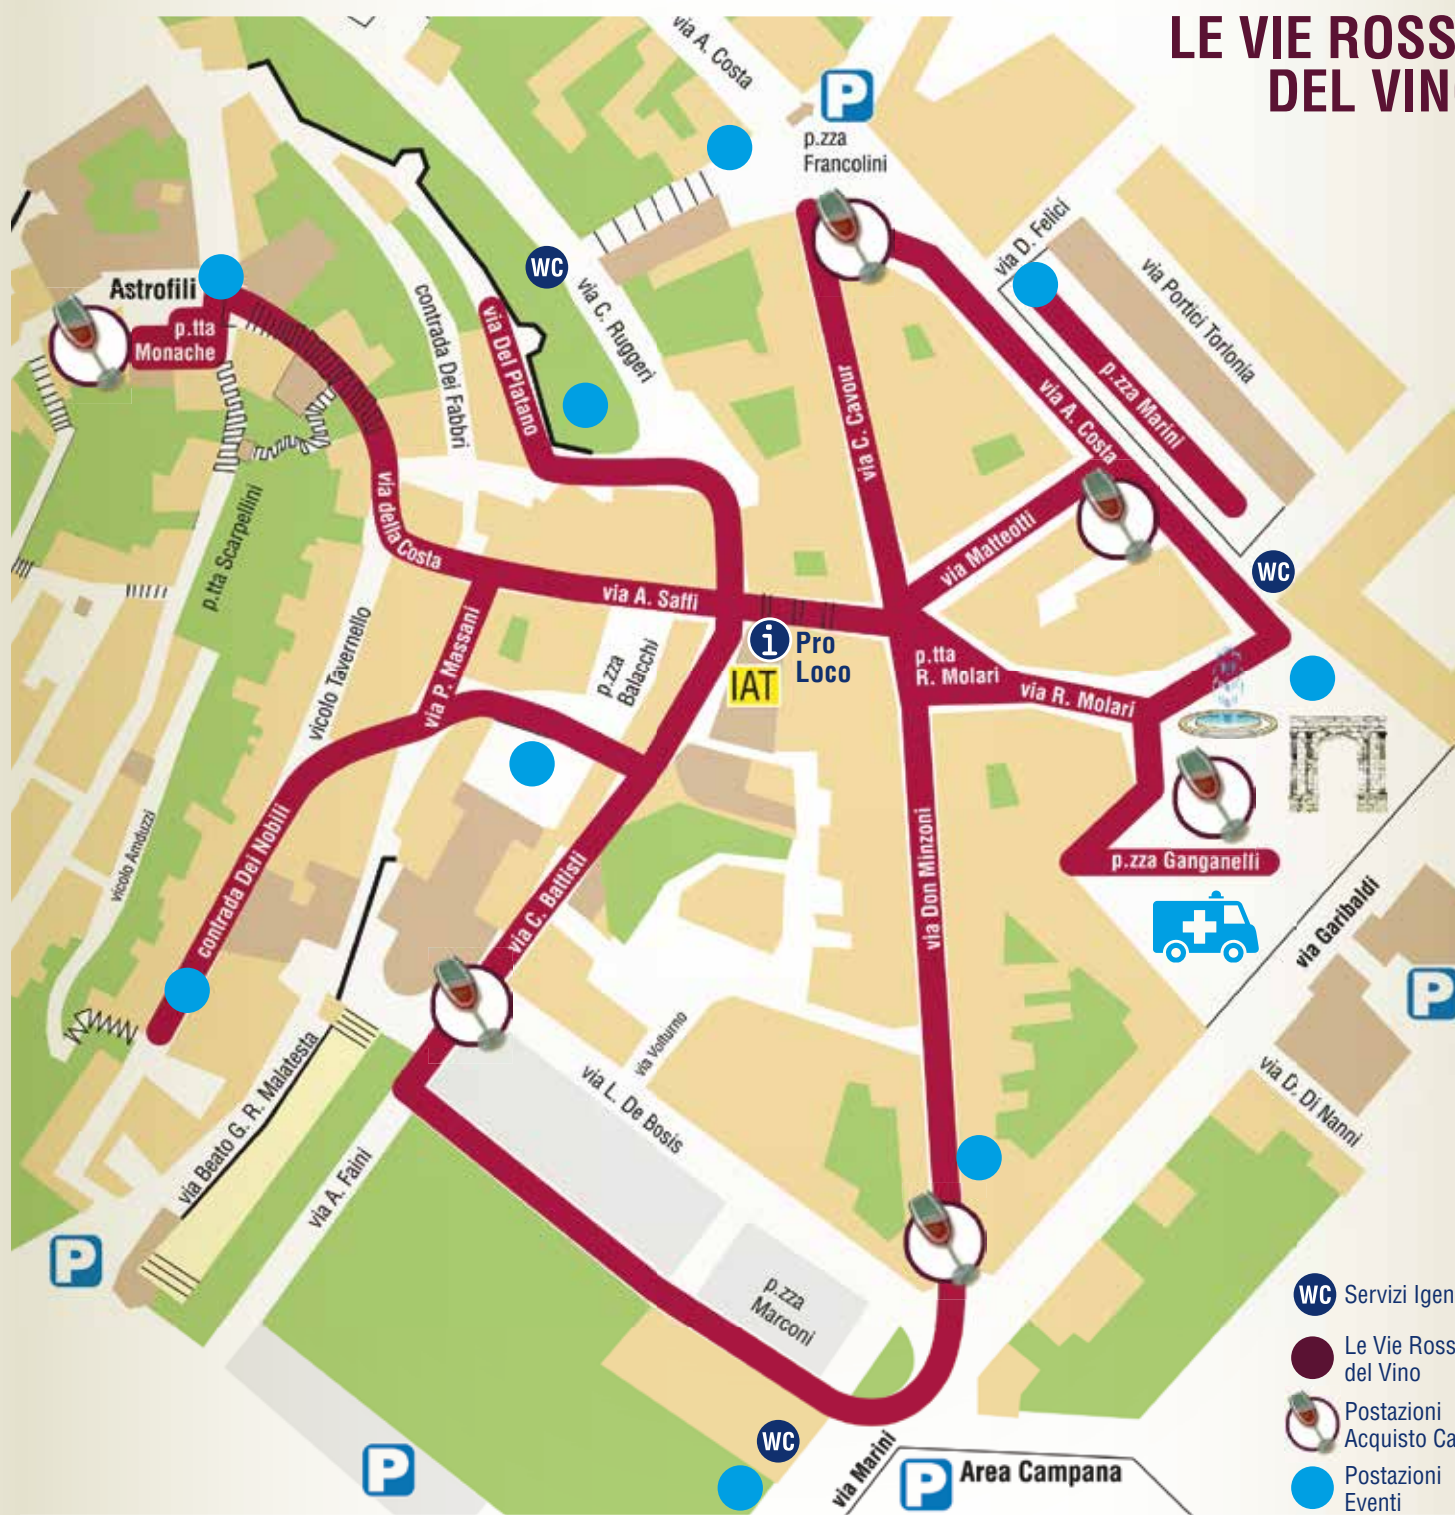 LE VIE ROSS
DEL VIN
via A. Costa
P
p.zza
Francolini
via D. Felici
via Portici Torlonia
WC
Astrofili
p.tta
Monache
contrada Dei Fabbri
via Del Platano
via C. Ruggeri
via C. Cavour
via A. Costa
p.zza Marini
via della Costa
p.tta Scarpellini
via Matteotti
WC
via A. Saffi
vicolo Tavernello
via P. Massani
p.zza
Balacchi
i
Pro
Loco
IAT
p.tta
R. Molari
via R. Molari
vicolo Amduzzi
contrada Dei Nobili
via C. Battisti
via Don Minzoni
p.zza Ganganelli
via Garibaldi
P
via Volturno
via L. De Bosis
via D. Di Nanni
via Beato G. R. Malatesta
via A. Faini
P
p.zza
Marconi
WC
P
via Marini
P
Area Campana
WC
Servizi Igen
Le Vie Ross
del Vino
Postazioni
Acquisto Ca
Postazioni
Eventi